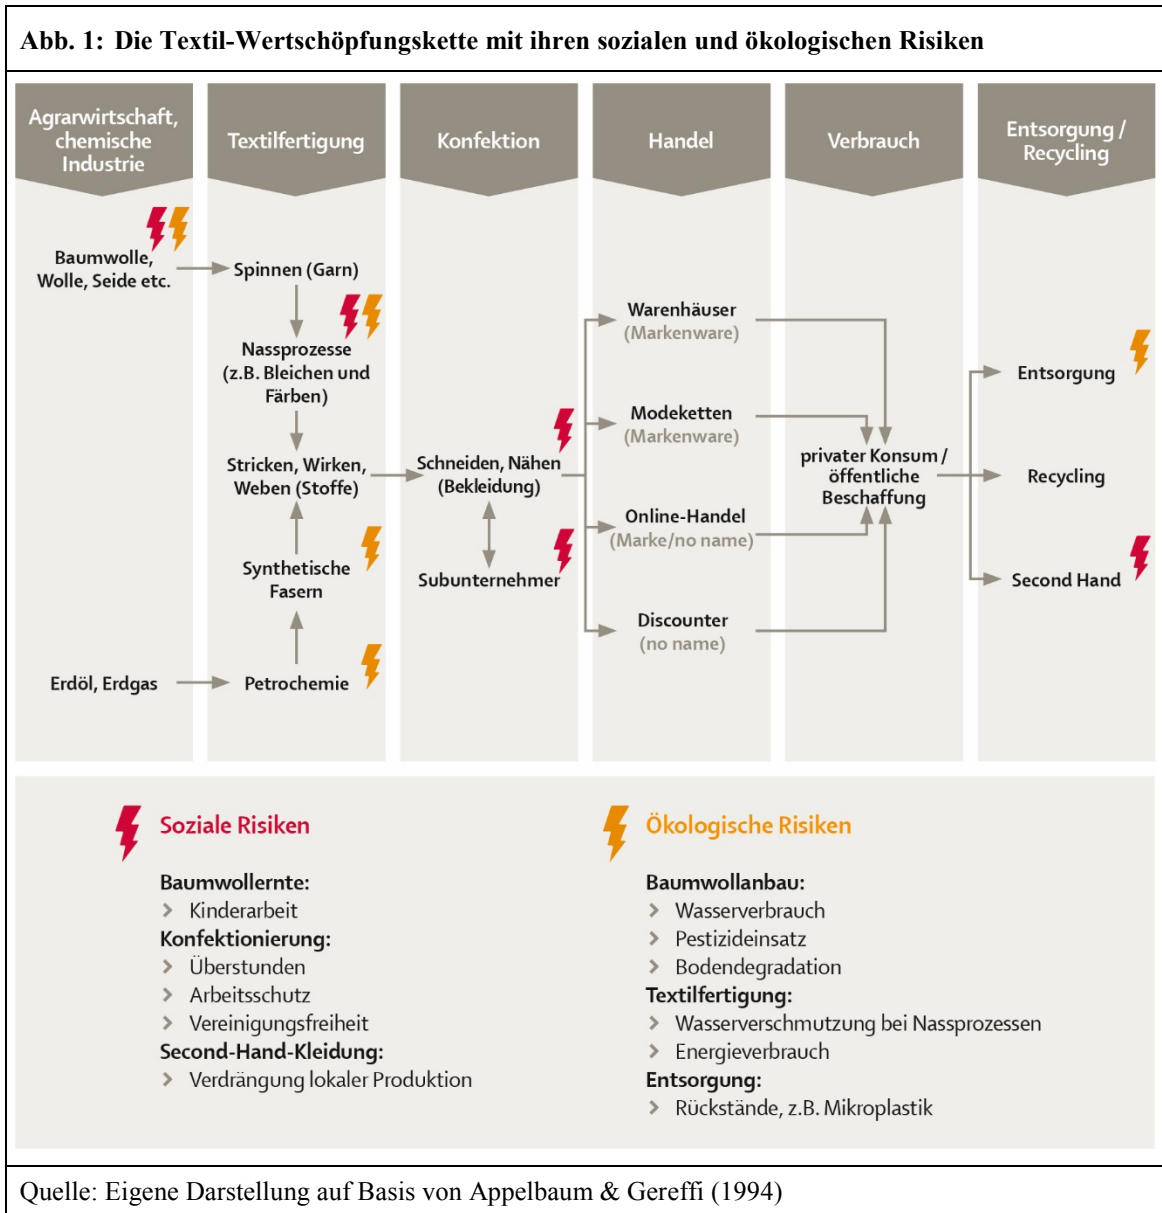 Abb. 1: Die Textil-Wertschöpfungskette mit ihren sozialen und ökologischen Risiken
Agrarwirtschaft,
chemische
Industrie
Textilfertigung
Konfektion
Handel
Verbrauch
Entsorgung /
Recycling
Baumwolle,
Wolle, Seide etc.
Erdöl, Erdgas
Spinnen (Garn)
Nassprozesse
(z.B. Bleichen und
Färben)
Stricken, Wirken,
Weben (Stoffe)
Synthetische
Fasern
Petrochemie
Schneiden, Nähen
(Bekleidung)
Subunternehmer
Warenhäuser
(Markenware)
Modeketten
(Markenware)
Online-Handel
(Marke/no name)
Discounter
(no name)
privater Konsum /
öffentliche
Beschaffung
Entsorgung
Recycling
Second Hand
Soziale Risiken
Baumwollernte:
Kinderarbeit
Konfektionierung:
Überstunden
Arbeitsschutz
Vereinigungsfreiheit
Second-Hand-Kleidung:
Verdrängung lokaler Produktion
Ökologische Risiken
Baumwollanbau:
Wasserverbrauch
Pestizideinsatz
Bodendegradation
Textilfertigung:
Wasserverschmutzung bei Nassprozessen
Energieverbrauch
Entsorgung:
Rückstände, z.B. Mikroplastik
Quelle: Eigene Darstellung auf Basis von Appelbaum & Gereffi (1994)